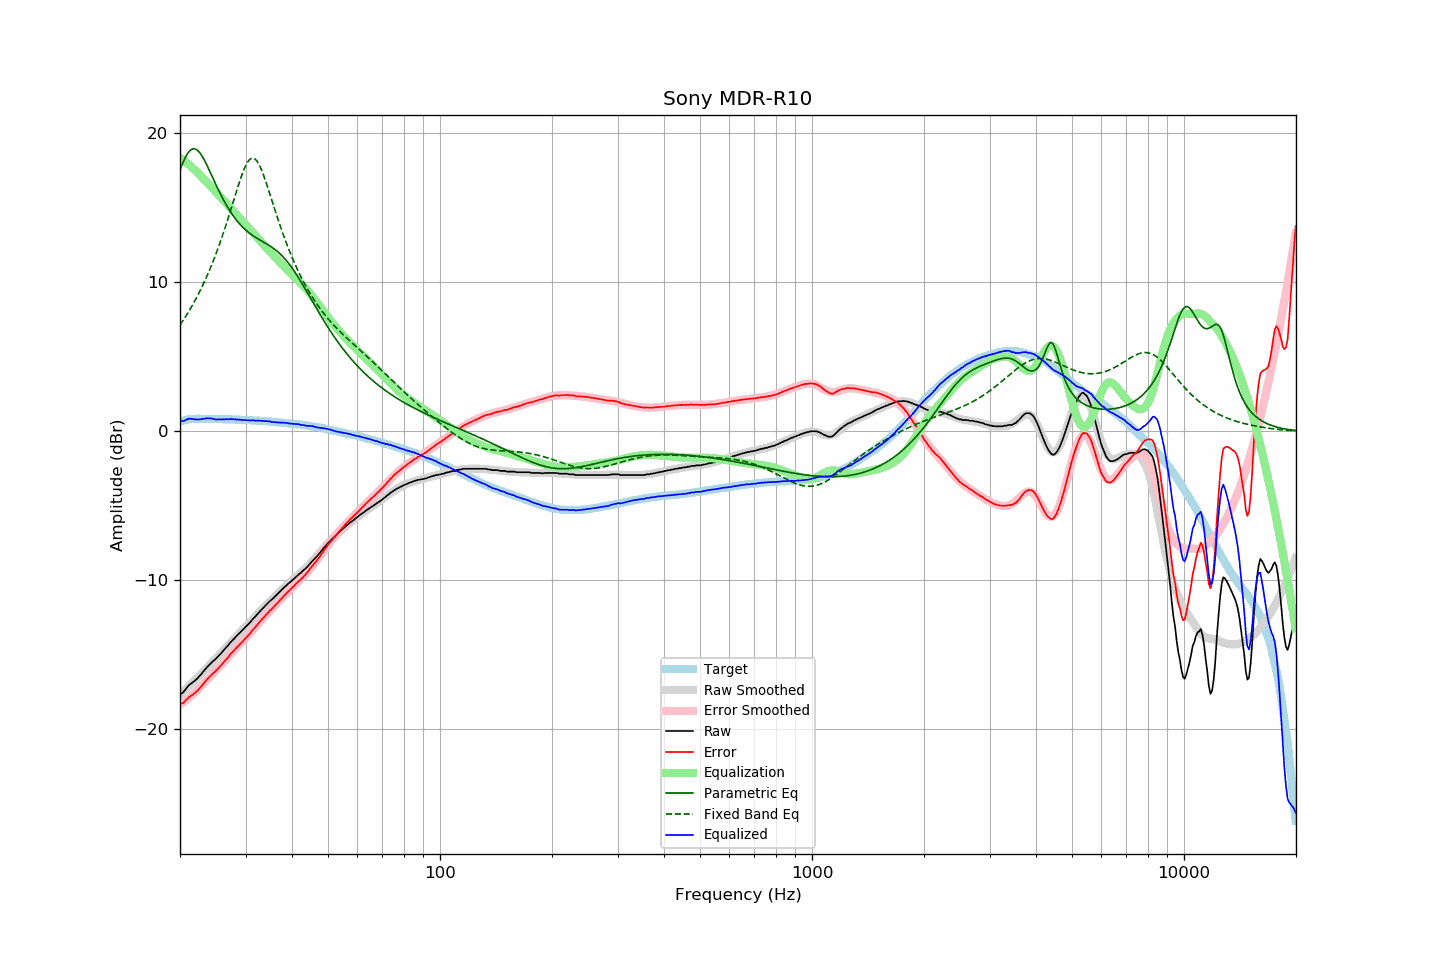 Sony MDR-R10
Amplitude (dBr)
20
10
0
−10
−20
Target
Raw Smoothed
Error Smoothed
Raw
Error
Equalization
Parametric Eq
Fixed Band Eq
Equalized
100
1000
10000
Frequency (Hz)